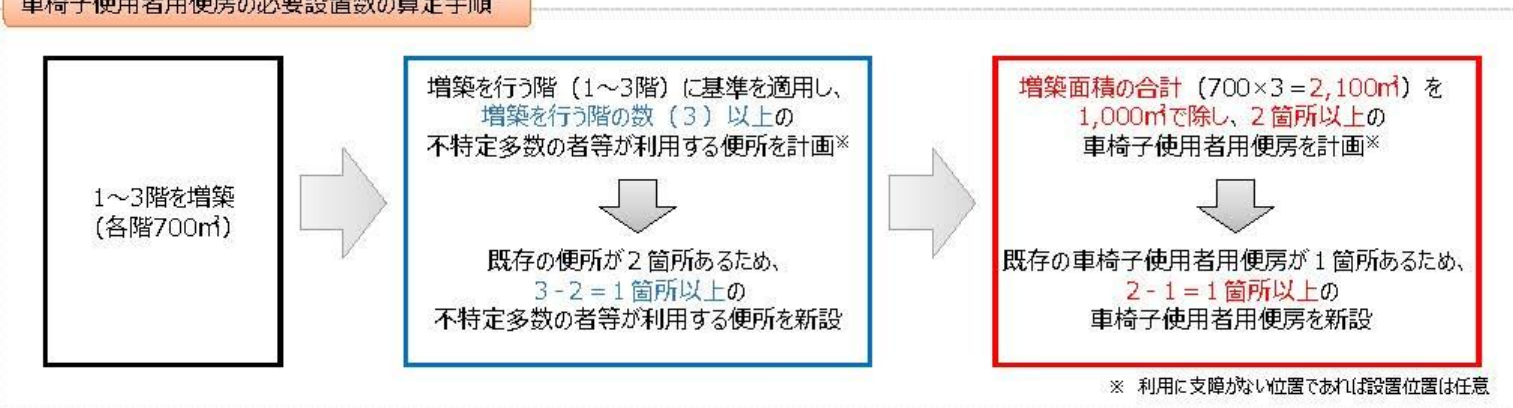 車椅子使用者用便房の必要設置数の算定手順
1～3階を増築
(各階700㎡)
増築を行う階（1～3階）に基準を適用し、
増築を行う階の数（3）以上の
不特定多数の者等が利用する便所を計画※
既存の便所が2箇所あるため、
3-2＝1箇所以上の
不特定多数の者等が利用する便所を新設
増築面積の合計（700×3＝2,100㎡）を
1,000㎡で除し、2箇所以上の
車椅子使用者用便房を計画※
既存の車椅子使用者用便房が1箇所あるため、
2-1＝1箇所以上の
車椅子使用者用便房を新設
※ 利用に支障がない位置であれば設置位置は任意